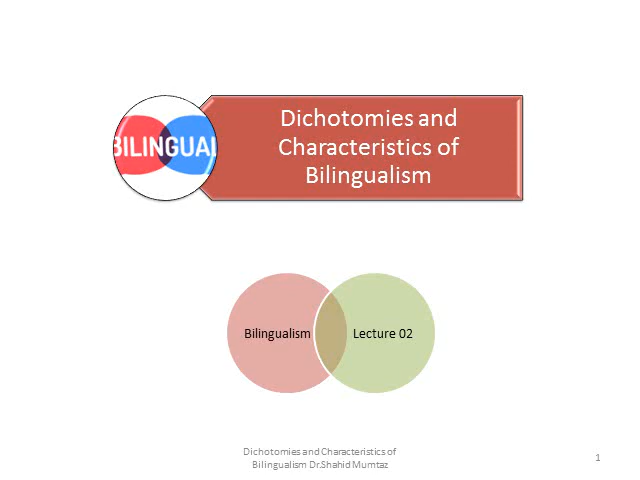 BILINGUAL
Dichotomies and
Characteristics of
Bilingualism
Bilingualism
Lecture 02
Dichotomies and Characteristics of
Bilingualism Dr.Shahid Mumtaz
1